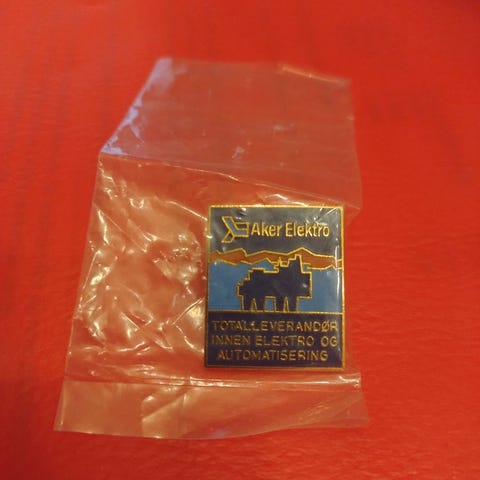 Aker Elektro
TOTALLEVERANDØR
INNEN ELEKTRO OG
AUTOMATISERING